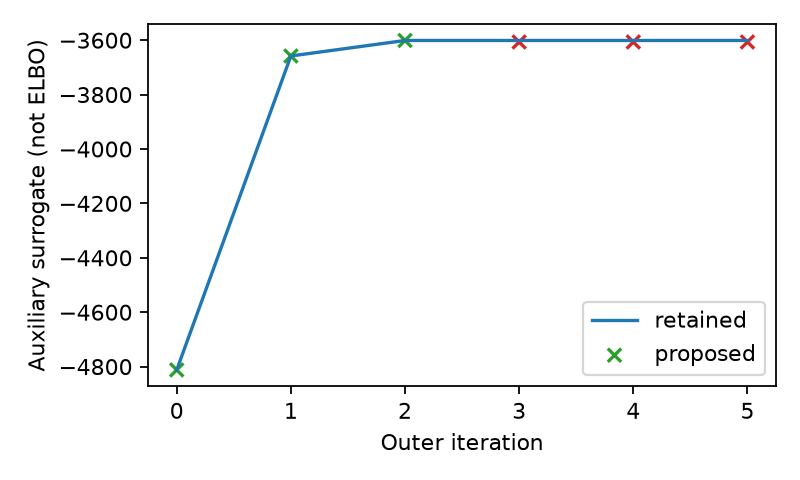 Auxiliary surrogate (not ELBO)
−3600
−3800
−4000
−4200
−4400
−4600
−4800
retained
proposed
0 1 2 3 4 5
Outer iteration